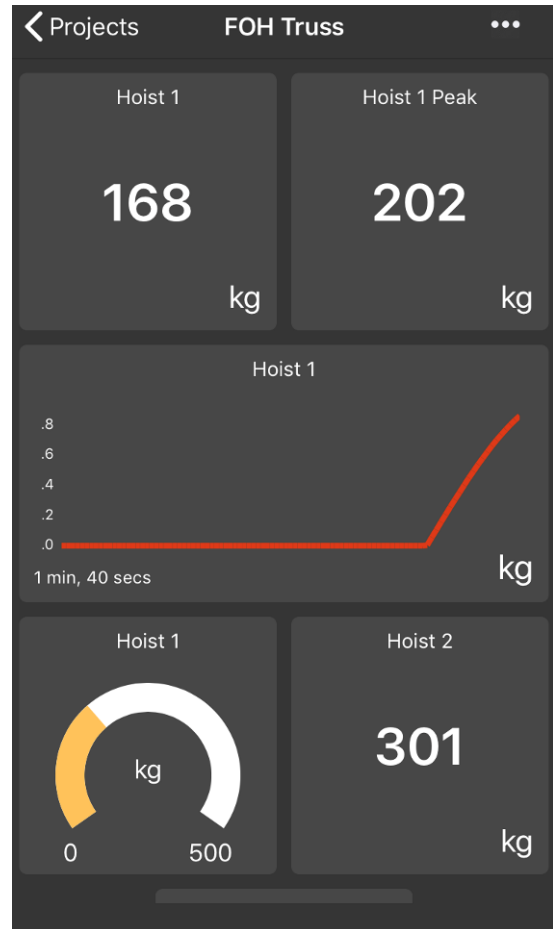 Projects
FOH Truss
•••
Hoist 1
168
kg
Hoist 1 Peak
202
kg
Hoist 1
.8
.6
.4
.2
.0
1 min, 40 secs
kg
Hoist 1
kg
0
500
Hoist 2
301
kg